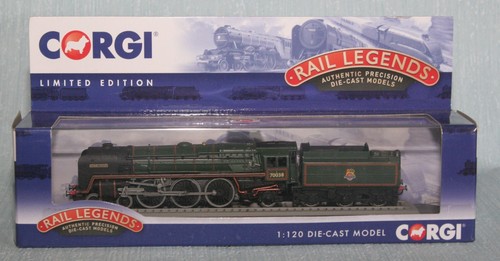 CORGI
LIMITED EDITION
RAIL LEGENDS
AUTHENTIC PRECISION
DIE-CAST MODELS
70038
RAIL LEGENDS
AUTHENTIC PRECISION
DIE-CAST MODELS
1:120 DIE-CAST MODEL
CORGI